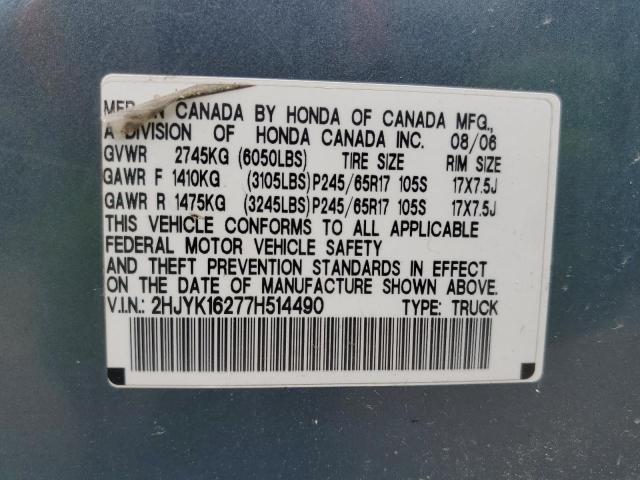 MFD IN CANADA BY HONDA OF CANADA MFG.,
A DIVISION OF HONDA CANADA INC. 08/06
GVWR 2745KG (6050LBS) TIRE SIZE RIM SIZE
GAWR F 1410KG (3105LBS)P245/65R17 105S 17X7.5J
GAWR R 1475KG (3245LBS)P245/65R17 105S 17X7.5J
THIS VEHICLE CONFORMS TO ALL APPLICABLE
FEDERAL MOTOR VEHICLE SAFETY
AND THEFT PREVENTION STANDARDS IN EFFECT
ON THE DATE OF MANUFACTURE SHOWN ABOVE.
V.I.N.: 2HJYK16277H514490 TYPE: TRUCK